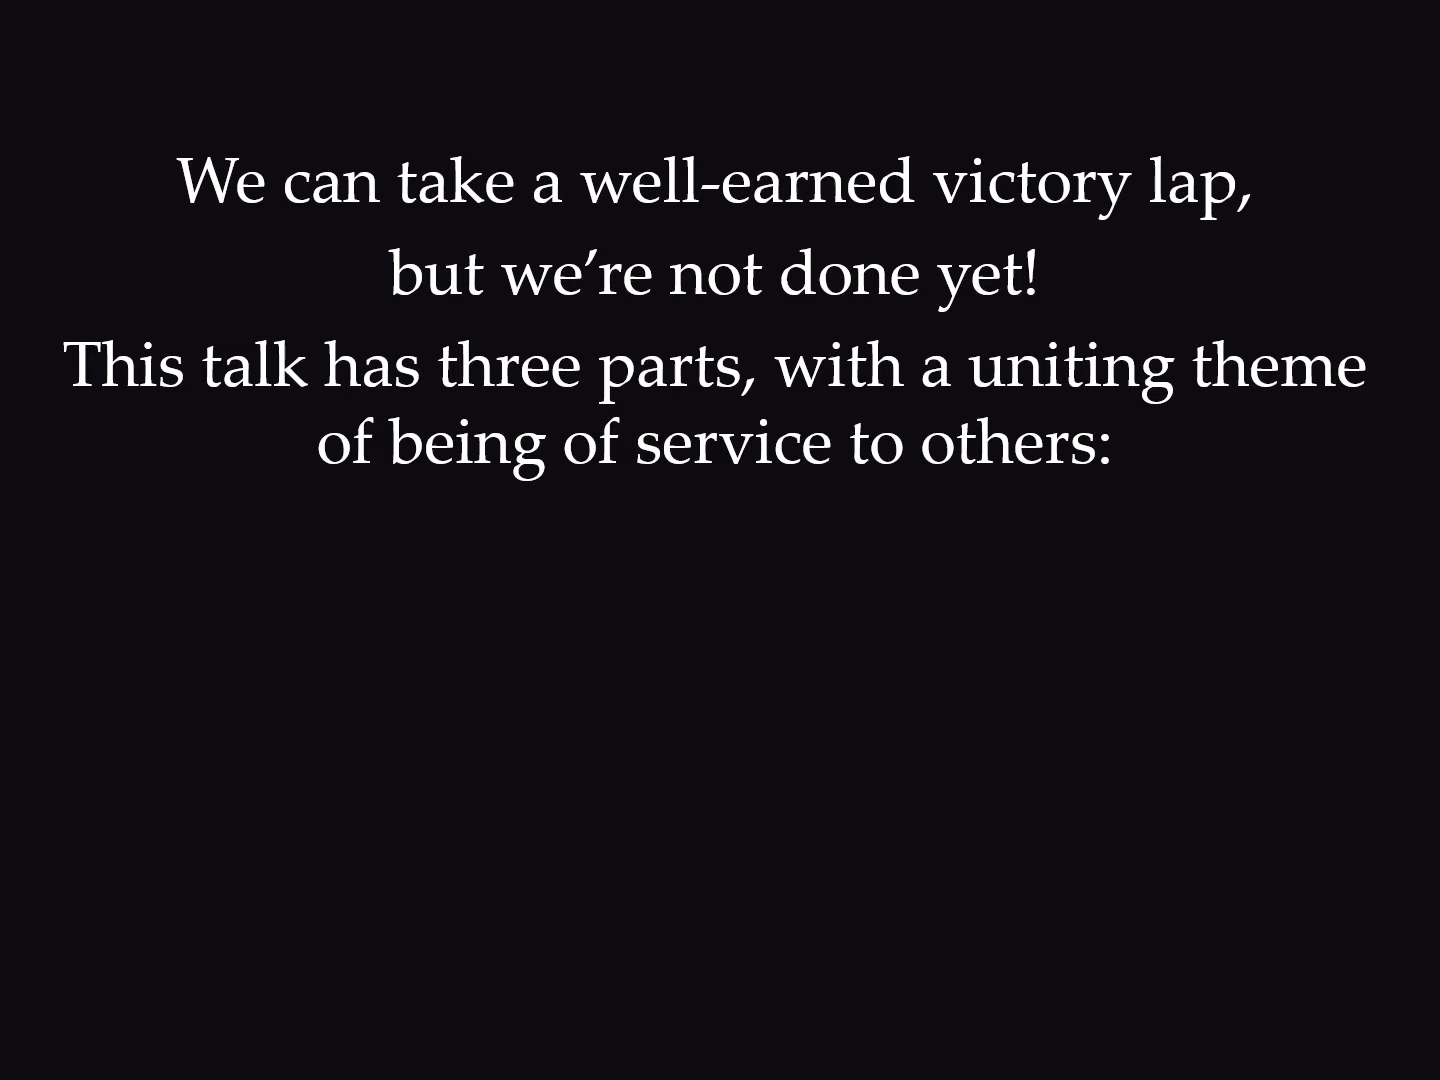 We can take a well-earned victory lap,
but we’re not done yet!
This talk has three parts, with a uniting theme
of being of service to others: